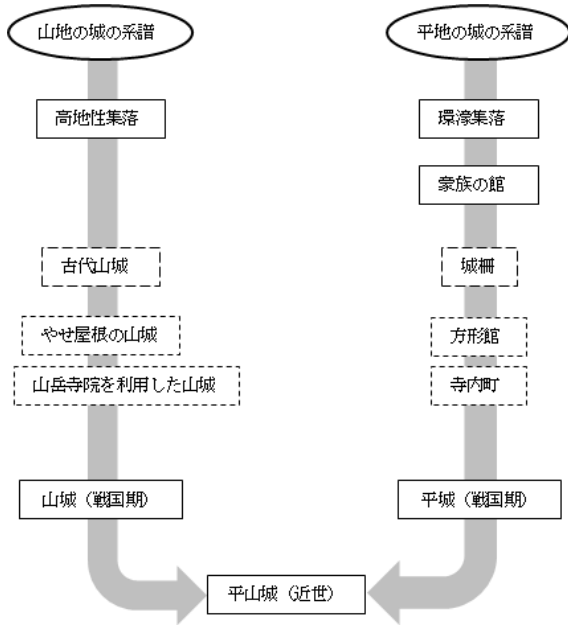 山地の城の系譜
高地性集落
古代山城
やせ屋根の山城
山岳寺院を利用した山城
山城（戦国期）
平地の城の系譜
環濠集落
豪族の館
城柵
方形館
寺内町
平城（戦国期）
平山城（近世）